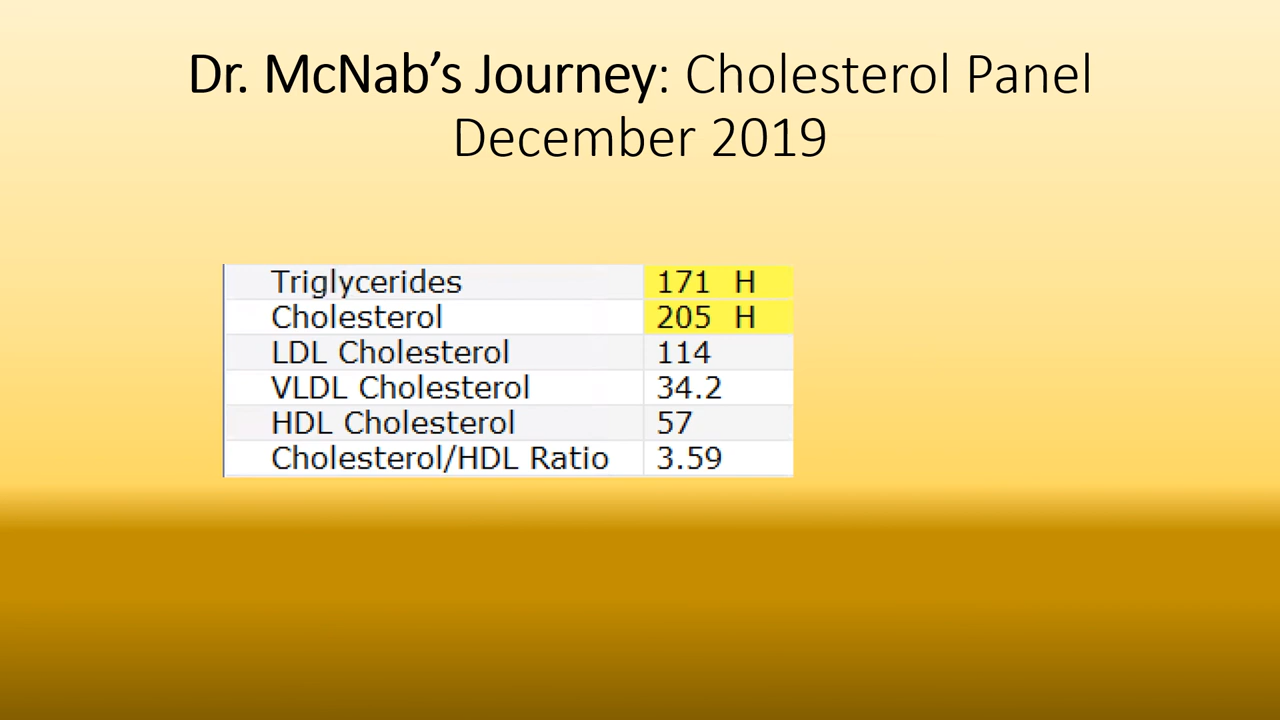 Dr. McNab’s Journey: Cholesterol Panel
December 2019
Triglycerides 171 H
Cholesterol 205 H
LDL Cholesterol 114
VLDL Cholesterol 34.2
HDL Cholesterol 57
Cholesterol/HDL Ratio 3.59